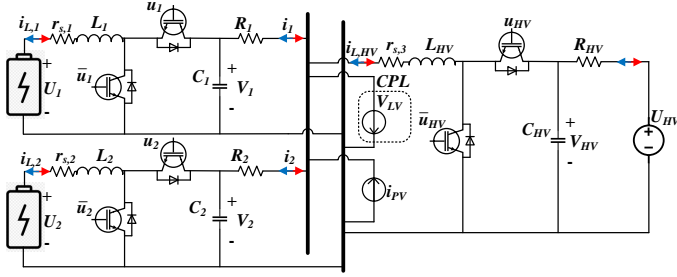 i_{L,1} r_{s,1} L_1 u_1 R_1 i_1
ū_1
+
U_1
-
C_1
+
V_1
-
i_{L,2} r_{s,2} L_2 u_2 R_2 i_2
ū_2
+
U_2
-
C_2
+
V_2
-
i_{L,HV} r_{s,3} L_{HV} u_{HV} R_{HV}
CPL
V_{LV}
ū_{HV}
i_{PV}
C_{HV}
+
V_{HV}
-
U_{HV}
+
-